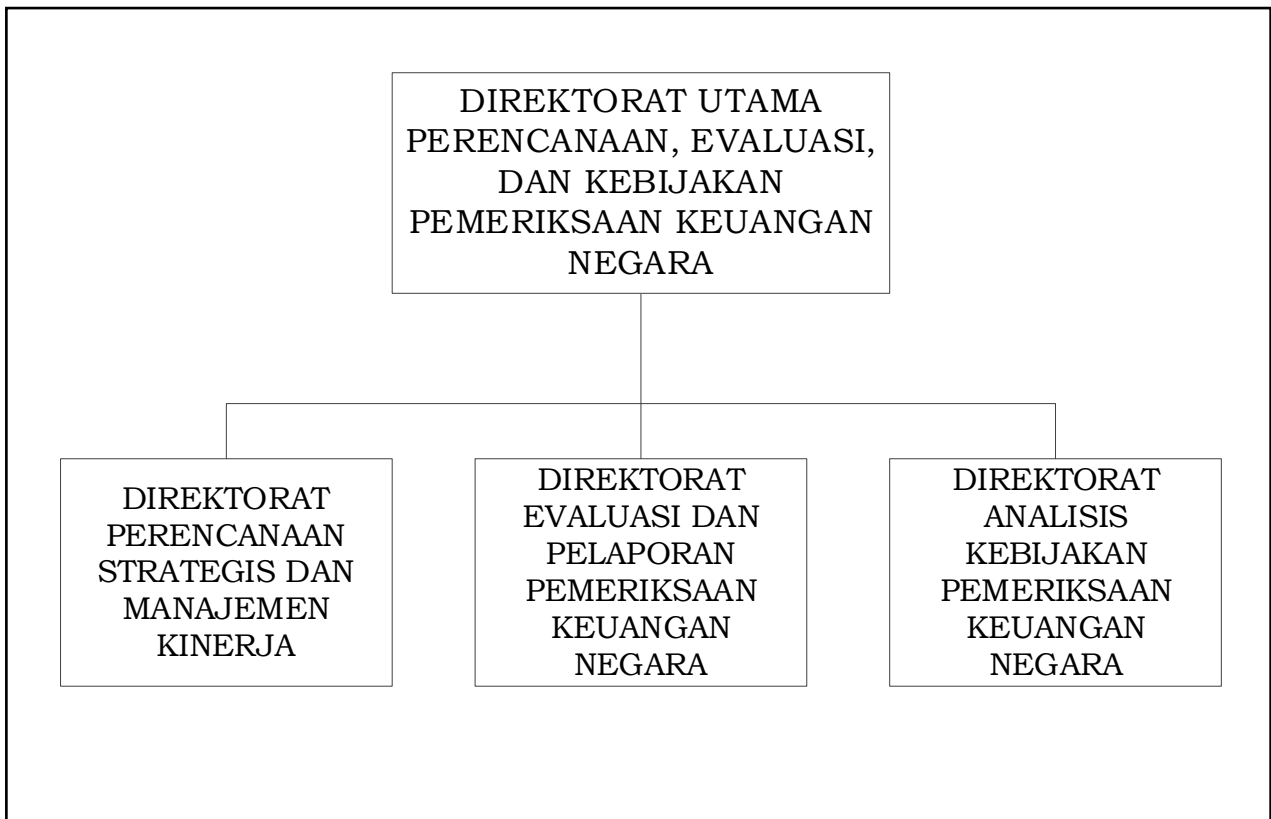 DIREKTORAT UTAMA
PERENCANAAN, EVALUASI,
DAN KEBIJAKAN
PEMERIKSAAN KEUANGAN
NEGARA
DIREKTORAT
PERENCANAAN
STRATEGIS DAN
MANAJEMEN
KINERJA
DIREKTORAT
EVALUASI DAN
PELAPORAN
PEMERIKSAAN
KEUANGAN
NEGARA
DIREKTORAT
ANALISIS
KEBIJAKAN
PEMERIKSAAN
KEUANGAN
NEGARA